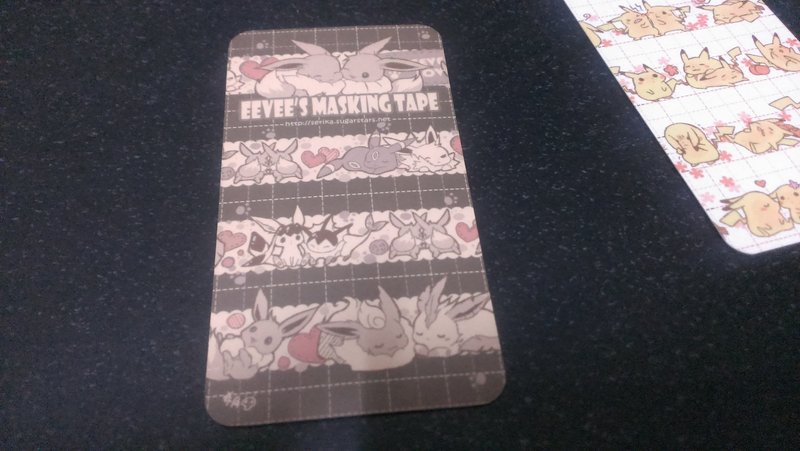 EEVEE'S MASKING TAPE
http://serika.sugarstars.net